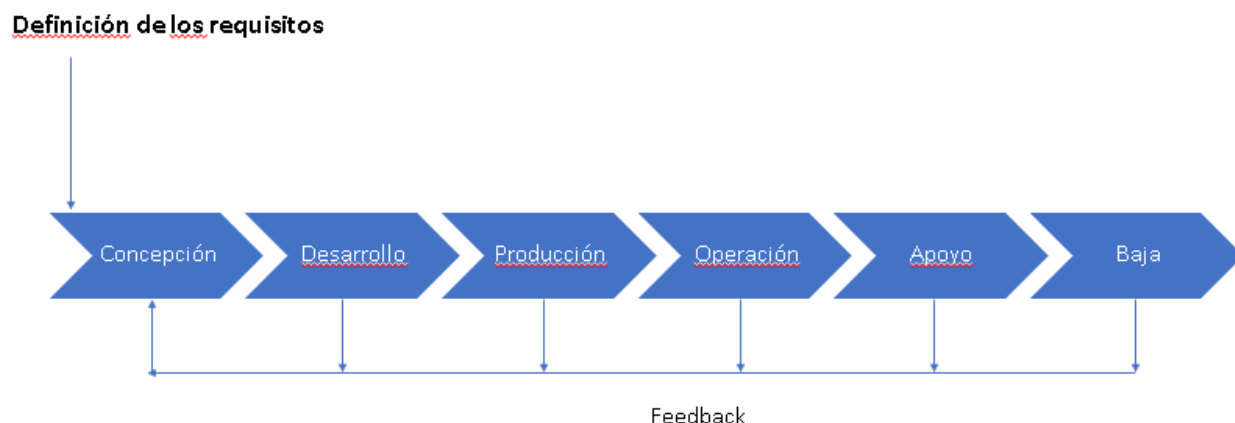 Definición de los requisitos
Concepción
Desarrollo
Producción
Operación
Apoyo
Baja
Feedback